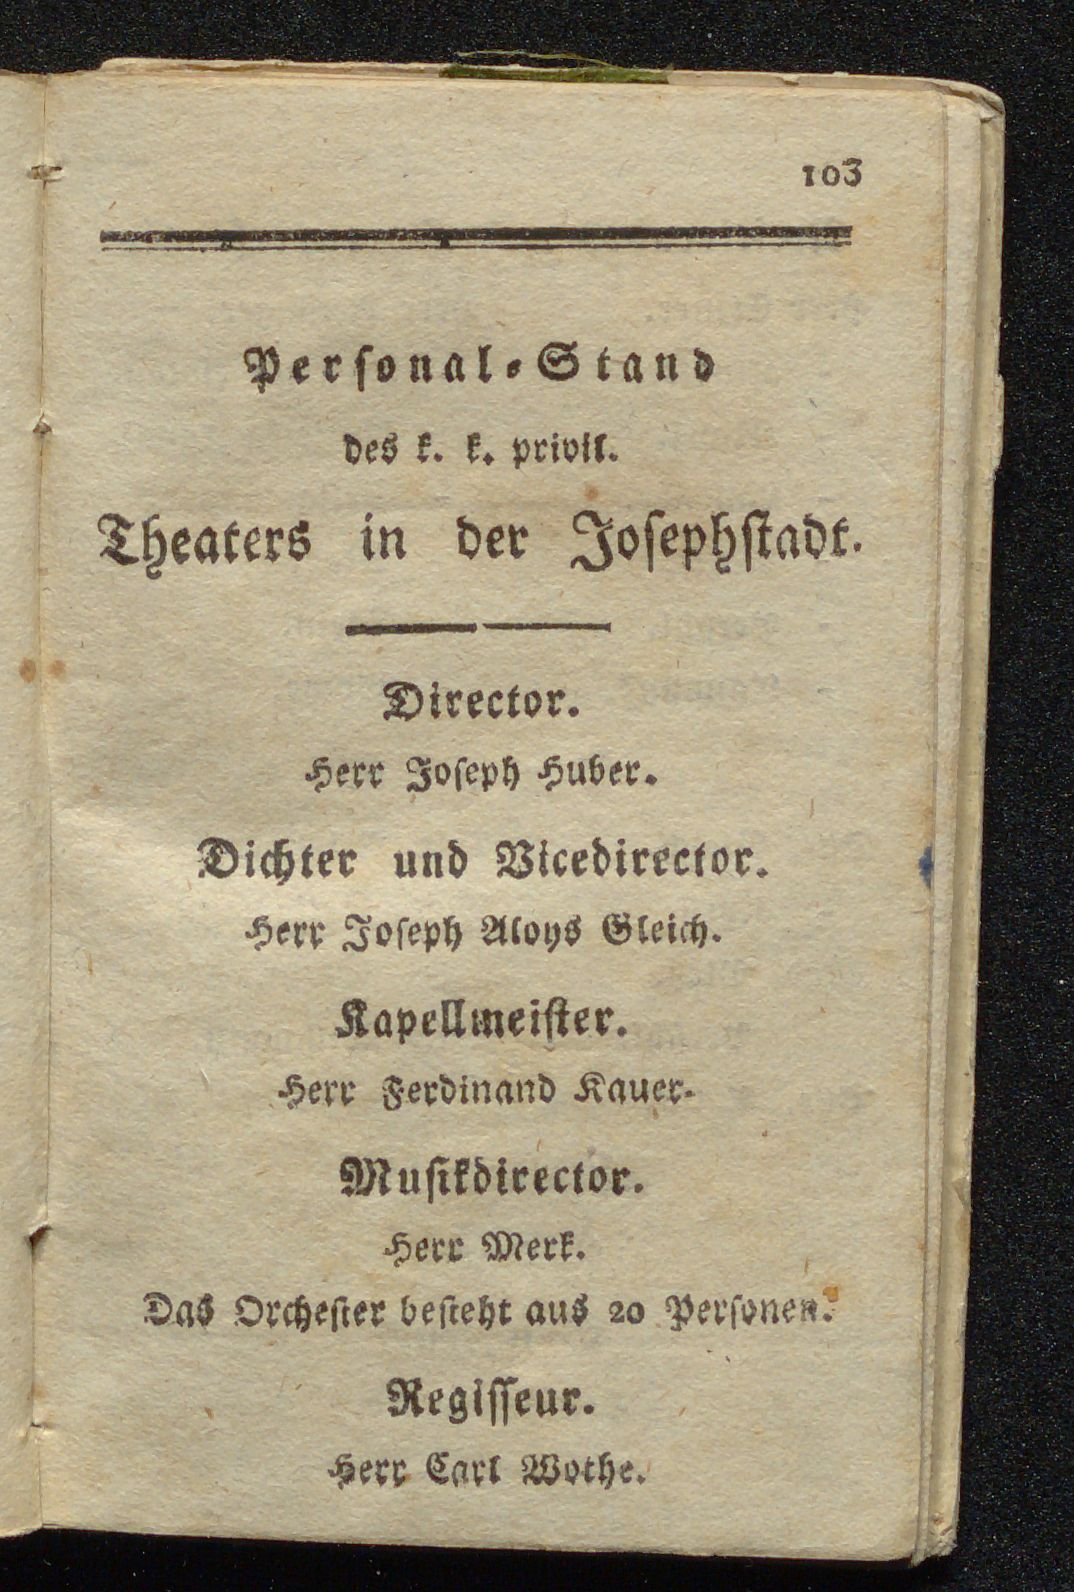 103
Personal-Stand
des k. k. privil.
Theaters in der Josephstadt.
Director.
Herr Joseph Huber.
Dichter und Vicedirector.
Herr Joseph Aloys Gleich.
Kapellmeister.
Herr Ferdinand Kauer.
Musikdirector.
Herr Merk.
Das Orchester besteht aus 20 Personen.
Regisseur.
Herr Carl Wothe.